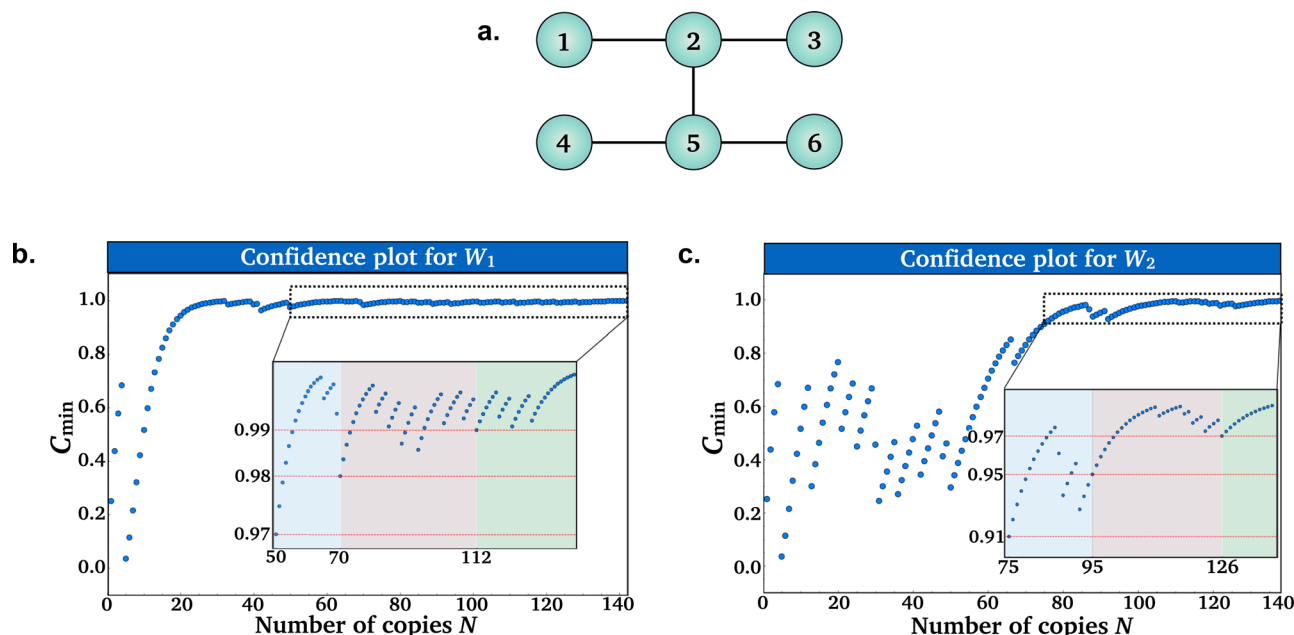 a.
1 2 3
4 5 6
b.
Confidence plot for W₁
C_min
1.0
0.8
0.6
0.4
0.2
0.0
0 20 40 60 80 100 120 140
Number of copies N
0.99
0.98
0.97
50 70 112
c.
Confidence plot for W₂
C_min
1.0
0.8
0.6
0.4
0.2
0.0
0 20 40 60 80 100 120 140
Number of copies N
0.97
0.95
0.91
75 95 126